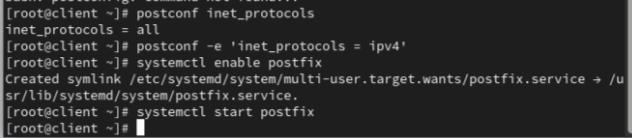 [root@client ~]# postconf inet_protocols
inet_protocols = all
[root@client ~]# postconf -e 'inet_protocols = ipv4'
[root@client ~]# systemctl enable postfix
Created symlink /etc/systemd/system/multi-user.target.wants/postfix.service → /u
sr/lib/systemd/system/postfix.service.
[root@client ~]# systemctl start postfix
[root@client ~]#